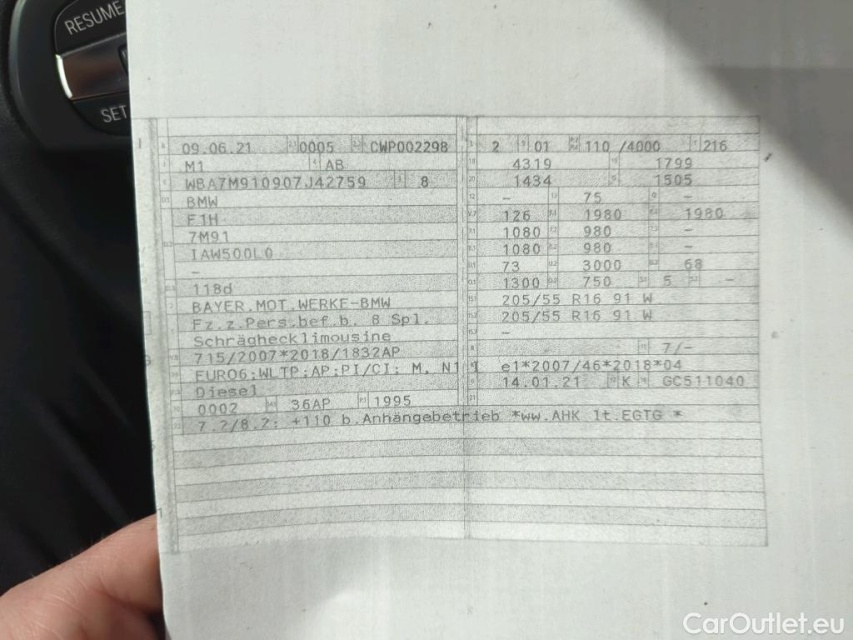 RESUME
SET
09.06.21 0005 CWP002298 2 01 110 /4000 216
M1 AB 4319 1799
WBA7M910907J42759 8 1434 1505
BMW - 75 -
F1H 126 1980 1980
7M91 1080 980 -
IAW500L0 1080 980 -
- 73 3000 68
118d 1300 750 5 -
BAYER.MOT.WERKE-BMW 205/55 R16 91 W
Fz.z.Pers.bef.b. 8 Spl. 205/55 R16 91 W
Schräghecklimousine -
715/2007*2018/1832AP 7/-
EURO6;WLTP;AP;PI/CI; M, N1 I e1*2007/46*2018*04
Diesel 14.01.21 K GC511040
0002 36AP 1995
7.2/8.2: +110 b.Anhängebetrieb *ww.AHK lt.EGTG *
CarOutlet.eu